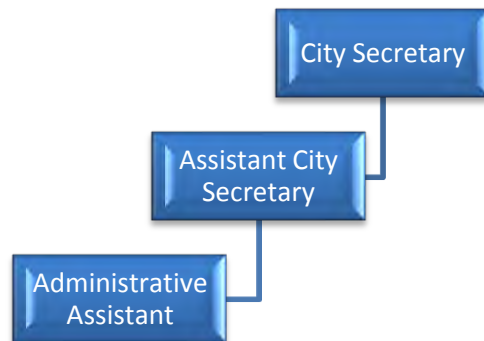 City Secretary
Assistant City
Secretary
Administrative
Assistant